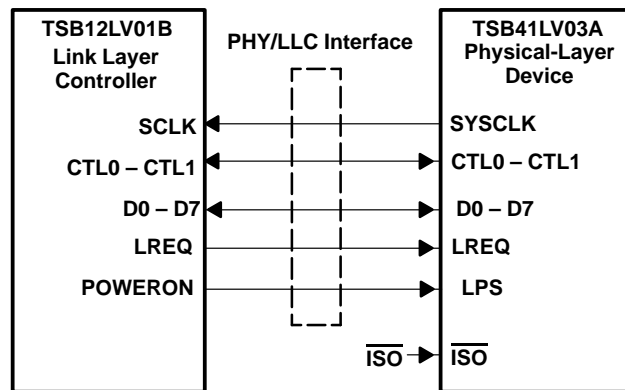 TSB12LV01B
Link Layer
Controller
PHY/LLC Interface
TSB41LV03A
Physical-Layer
Device
SCLK
SYSCLK
CTL0 – CTL1
CTL0 – CTL1
D0 – D7
D0 – D7
LREQ
LREQ
POWERON
LPS
ISO
ISO